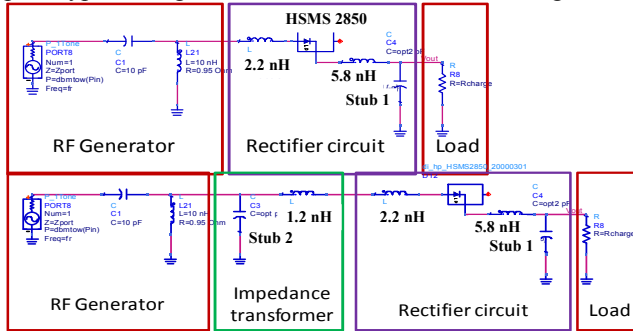 HSMS 2850
P_1Tone
PORT8
Num=1
Z=Zport
P=dbmtow(Pin)
Freq=fr
C
C1
C=10 pF
L
L21
L=10 nH
R=0.95 Ohm
L
2.2 nH
5.8 nH
Stub 1
C
C4
C=opt2 pF
Vout
R
R8
R=Rcharge
RF Generator
Rectifier circuit
Load
di_hp_HSMS2850_20000301
P_1Tone
PORT8
Num=1
Z=Zport
P=dbmtow(Pin)
Freq=fr
C
C1
C=10 pF
L
L21
L=10 nH
R=0.95 Ohm
C
C3
Stub 2
L
1.2 nH
L
2.2 nH
5.8 nH
Stub 1
C
C4
C=opt2 pF
R
R8
R=Rcharge
RF Generator
Impedance
transformer
Rectifier circuit
Load